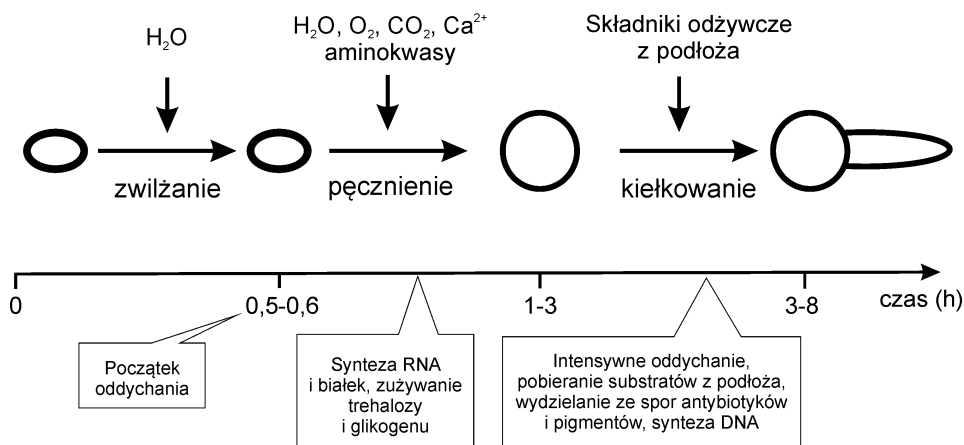 H₂O
H₂O, O₂, CO₂, Ca²⁺
aminokwasy
Składniki odżywcze
z podłoża
zwilżanie
pęcznienie
kiełkowanie
0
0,5-0,6
1-3
3-8
czas (h)
Początek
oddychania
Synteza RNA
i białek, zużywanie
trehalozy
i glikogenu
Intensywne oddychanie,
pobieranie substratów z podłoża,
wydzielanie ze spor antybiotyków
i pigmentów, synteza DNA